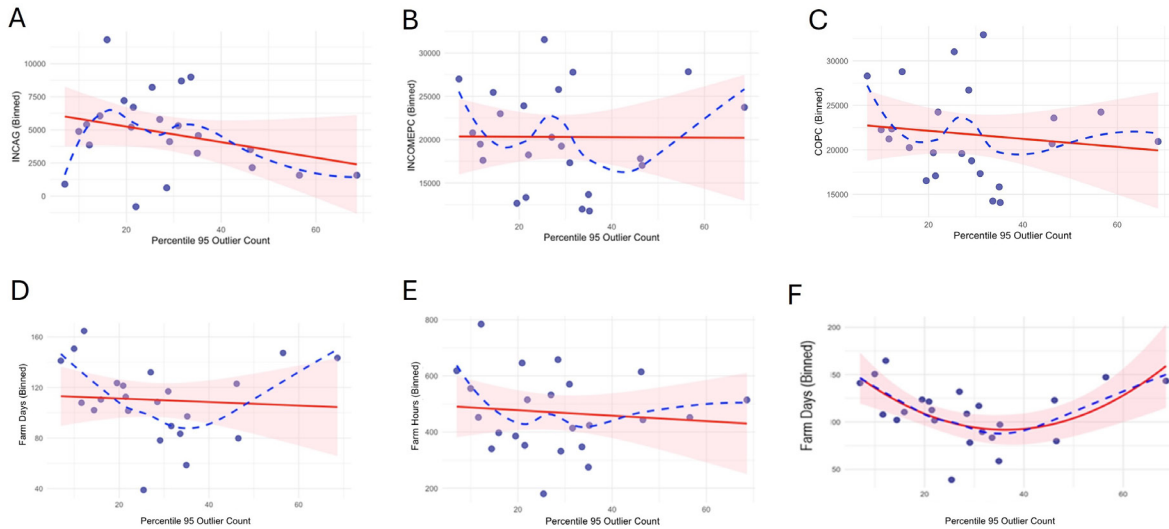 A
INCAG (Binned)
10000
7500
5000
2500
0
20
40
60
Percentile 95 Outlier Count
B
INCOMEPC (Binned)
30000
25000
20000
15000
20
40
60
Percentile 95 Outlier Count
C
COPC (Binned)
30000
25000
20000
15000
20
40
60
Percentile 95 Outlier Count
D
Farm Days (Binned)
160
120
80
40
20
40
60
Percentile 95 Outlier Count
E
Farm Hours (Binned)
800
600
400
200
20
40
60
Percentile 95 Outlier Count
F
Farm Days (Binned)
200
50
00
50
20
40
60
Percentile 95 Outlier Count